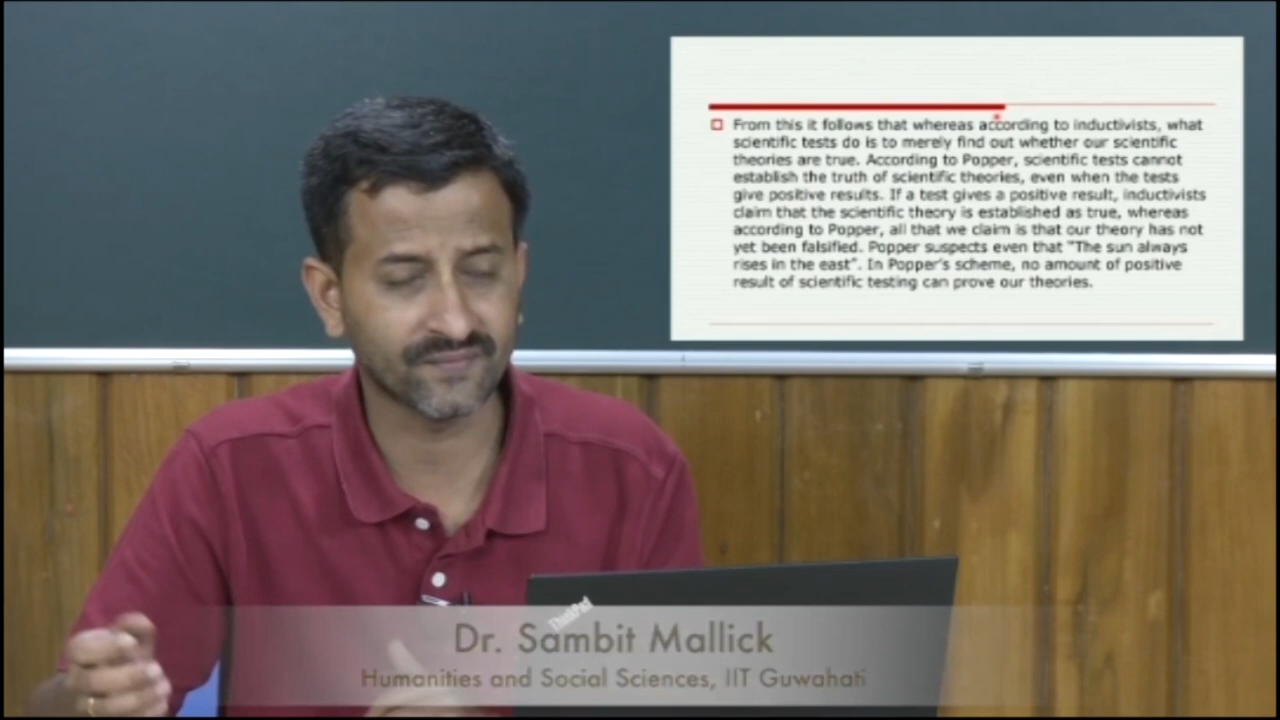 From this it follows that whereas according to inductivists, what
scientific tests do is to merely find out whether our scientific
theories are true. According to Popper, scientific tests cannot
establish the truth of scientific theories, even when the tests
give positive results. If a test gives a positive result, inductivists
claim that the scientific theory is established as true, whereas
according to Popper, all that we claim is that our theory has not
yet been falsified. Popper suspects even that “The sun always
rises in the east”. In Popper’s scheme, no amount of positive
result of scientific testing can prove our theories.
ThinkPad
Dr. Sambit Mallick
Humanities and Social Sciences, IIT Guwahati